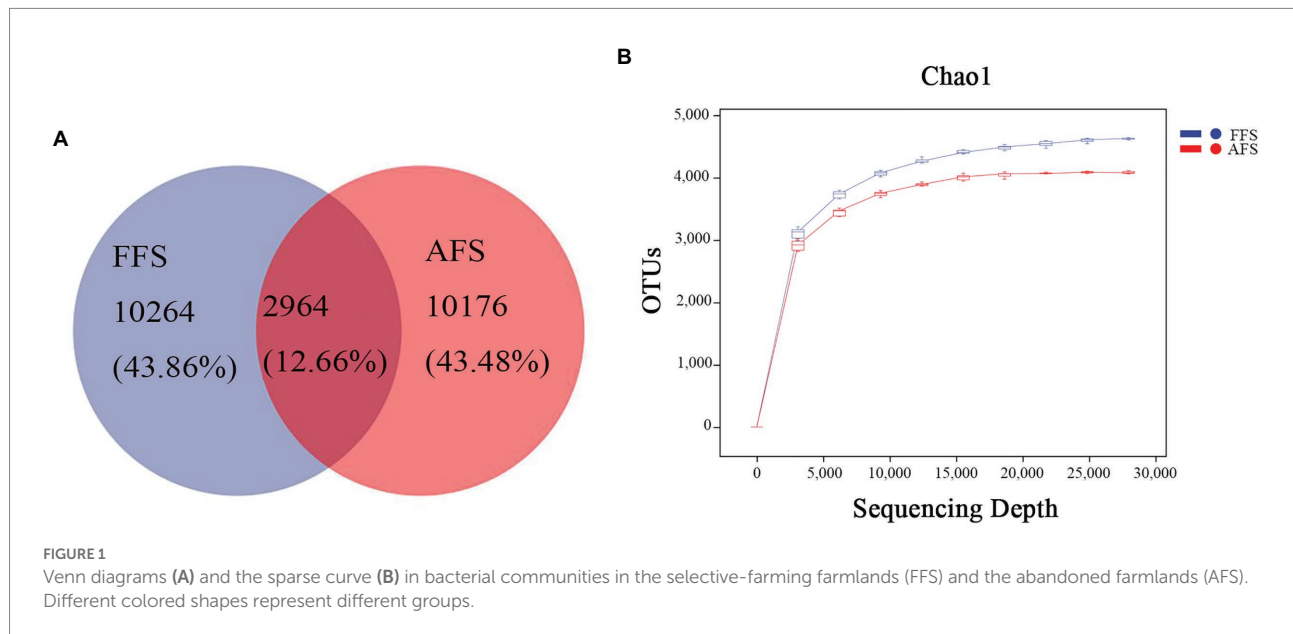 A
FFS
10264
(43.86%)
2964
(12.66%)
AFS
10176
(43.48%)
B
Chao1
5,000
4,000
3,000
2,000
1,000
0
OTUs
0 5,000 10,000 15,000 20,000 25,000 30,000
Sequencing Depth
FFS
AFS
FIGURE 1
Venn diagrams (A) and the sparse curve (B) in bacterial communities in the selective-farming farmlands (FFS) and the abandoned farmlands (AFS).
Different colored shapes represent different groups.